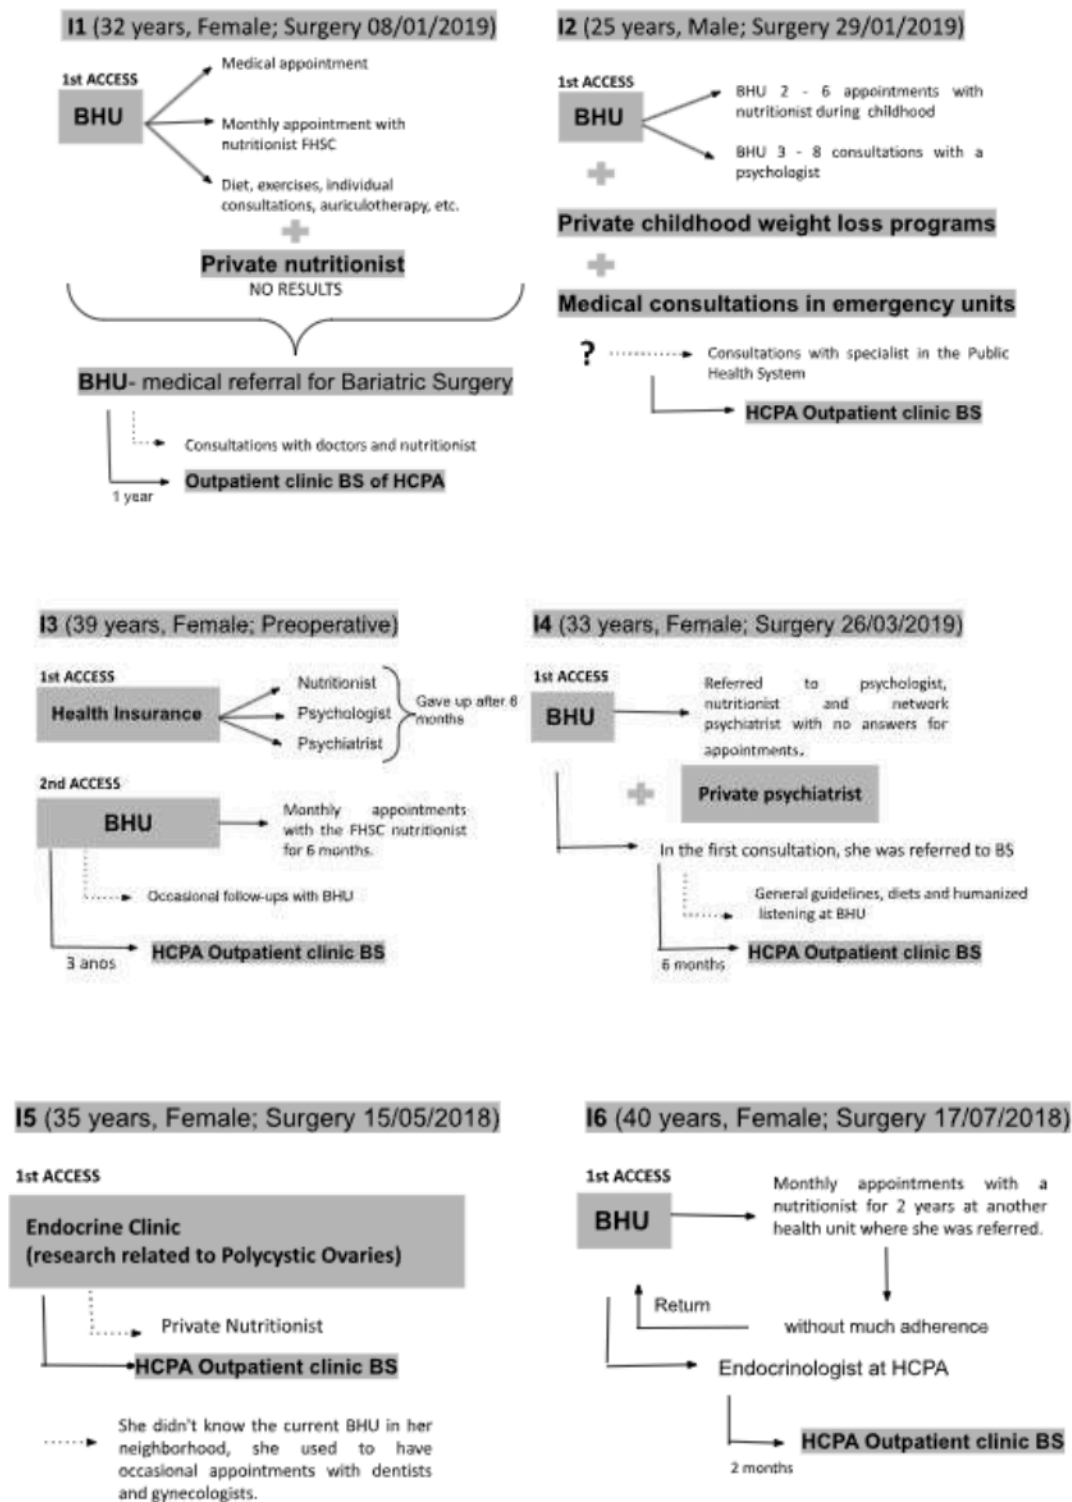 I1 (32 years, Female; Surgery 08/01/2019)
1st ACCESS
BHU
Medical appointment
Monthly appointment with
nutritionist FHSC
Diet, exercises, individual
consultations, auriculotherapy, etc.
Private nutritionist
NO RESULTS
BHU- medical referral for Bariatric Surgery
Consultations with doctors and nutritionist
Outpatient clinic BS of HCPA
1 year
I2 (25 years, Male; Surgery 29/01/2019)
1st ACCESS
BHU
BHU 2 - 6 appointments with
nutritionist during childhood
BHU 3 - 8 consultations with a
psychologist
Private childhood weight loss programs
Medical consultations in emergency units
?
Consultations with specialist in the Public
Health System
HCPA Outpatient clinic BS
I3 (39 years, Female; Preoperative)
1st ACCESS
Health Insurance
Nutritionist
Psychologist
Psychiatrist
Gave up after 6
months
2nd ACCESS
BHU
Monthly appointments
with the FHSC nutritionist
for 6 months.
Occasional follow-ups with BHU
HCPA Outpatient clinic BS
3 anos
I4 (33 years, Female; Surgery 26/03/2019)
1st ACCESS
BHU
Referred to psychologist,
nutritionist and network
psychiatrist with no answers for
appointments.
Private psychiatrist
In the first consultation, she was referred to BS
General guidelines, diets and humanized
listening at BHU
HCPA Outpatient clinic BS
6 months
I5 (35 years, Female; Surgery 15/05/2018)
1st ACCESS
Endocrine Clinic
(research related to Polycystic Ovaries)
Private Nutritionist
HCPA Outpatient clinic BS
She didn't know the current BHU in her
neighborhood, she used to have
occasional appointments with dentists
and gynecologists.
I6 (40 years, Female; Surgery 17/07/2018)
1st ACCESS
BHU
Monthly appointments with a
nutritionist for 2 years at another
health unit where she was referred.
Return
without much adherence
Endocrinologist at HCPA
HCPA Outpatient clinic BS
2 months